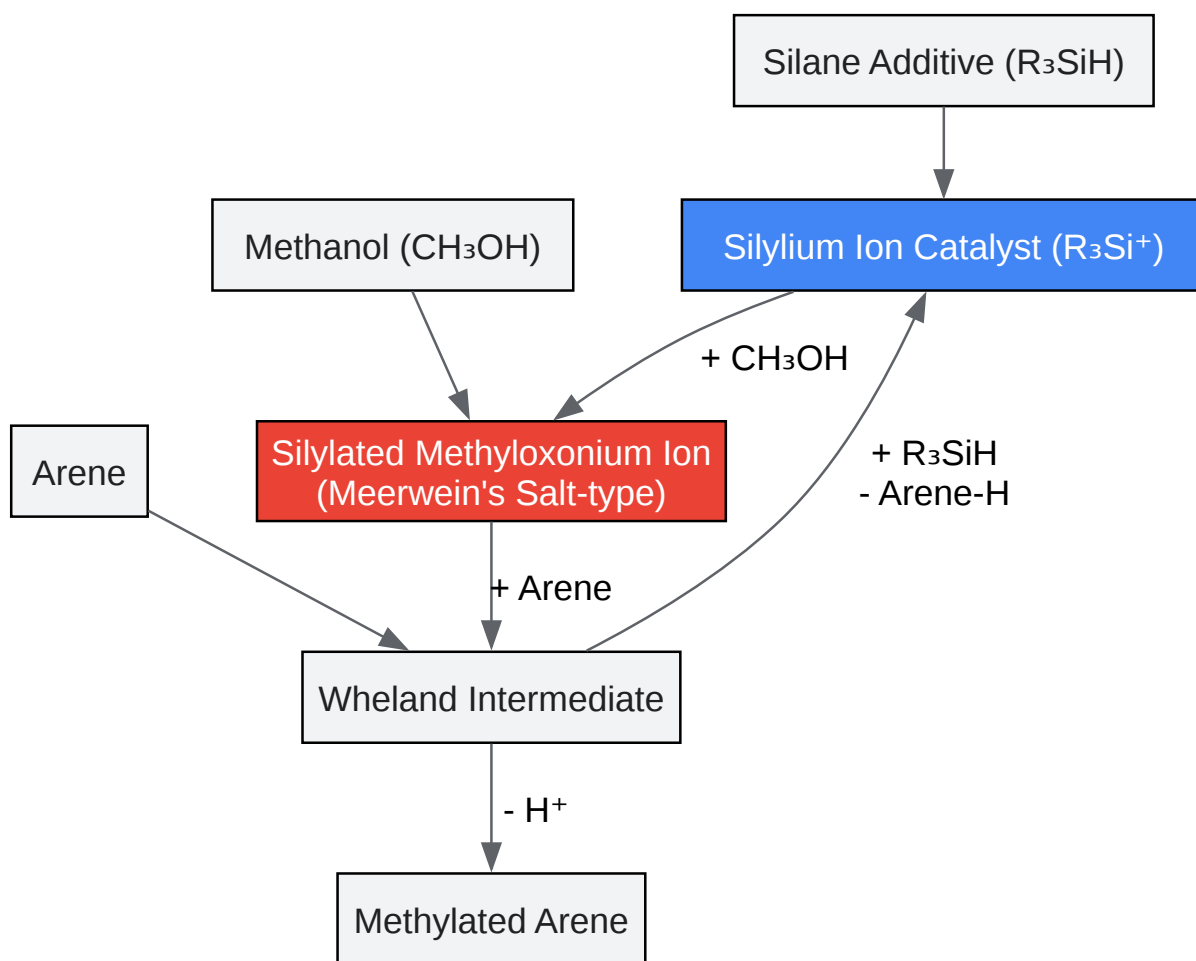 Silane Additive (R₃SiH)
Methanol (CH₃OH)
Silylium Ion Catalyst (R₃Si⁺)
+ CH₃OH
Silylated Methyloxonium Ion
(Meerwein's Salt-type)
Arene
+ R₃SiH
- Arene-H
+ Arene
Wheland Intermediate
- H⁺
Methylated Arene